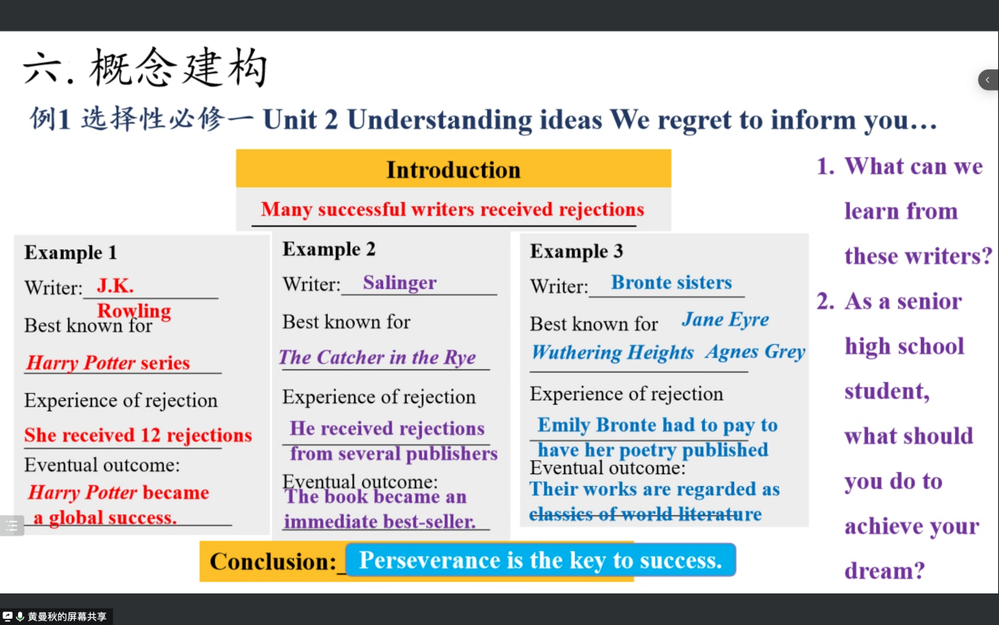 六. 概念建构
例1 选择性必修一 Unit 2 Understanding ideas We regret to inform you…
Introduction
Many successful writers received rejections
Example 1
Writer: J.K.
Rowling
Best known for
Harry Potter series
Experience of rejection
She received 12 rejections
Eventual outcome:
Harry Potter became
a global success.
Example 2
Writer: Salinger
Best known for
The Catcher in the Rye
Experience of rejection
He received rejections
from several publishers
Eventual outcome:
The book became an
immediate best-seller.
Example 3
Writer: Bronte sisters
Best known for Jane Eyre
Wuthering Heights Agnes Grey
Experience of rejection
Emily Bronte had to pay to
have her poetry published
Eventual outcome:
Their works are regarded as
classics of world literature
Conclusion: Perseverance is the key to success.
1. What can we
learn from
these writers?
2. As a senior
high school
student,
what should
you do to
achieve your
dream?
黄曼秋的屏幕共享